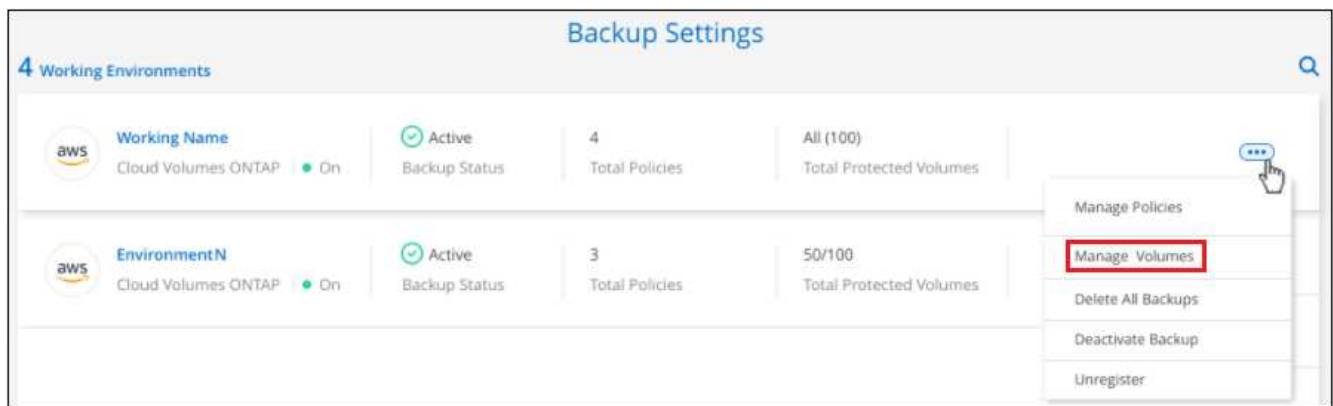 Backup Settings
4 Working Environments
aws
Working Name
Cloud Volumes ONTAP
On
Active
Backup Status
4
Total Policies
All (100)
Total Protected Volumes
Manage Policies
Manage Volumes
Delete All Backups
Deactivate Backup
Unregister
aws
EnvironmentN
Cloud Volumes ONTAP
On
Active
Backup Status
3
Total Policies
50/100
Total Protected Volumes